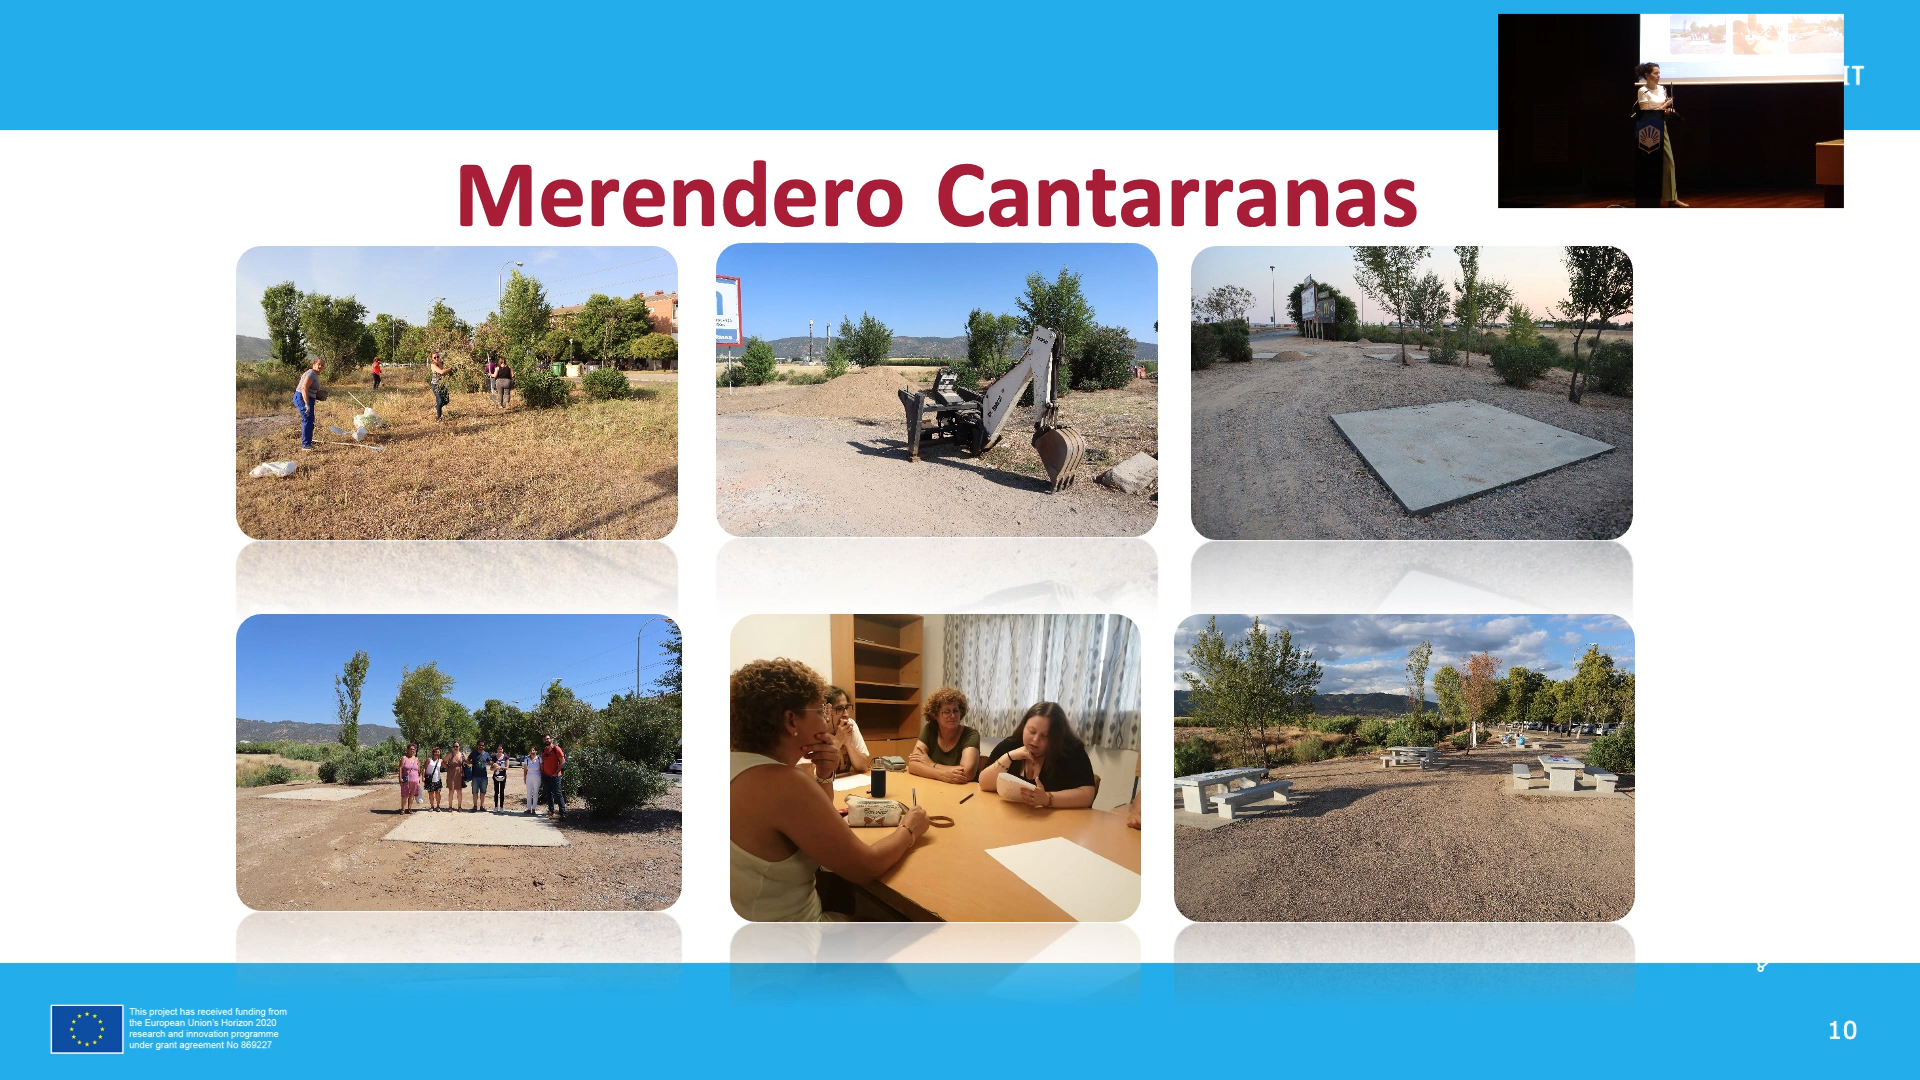 IT
Merendero Cantarranas
This project has received funding from
the European Union's Horizon 2020
research and innovation programme
under grant agreement No 869227
10